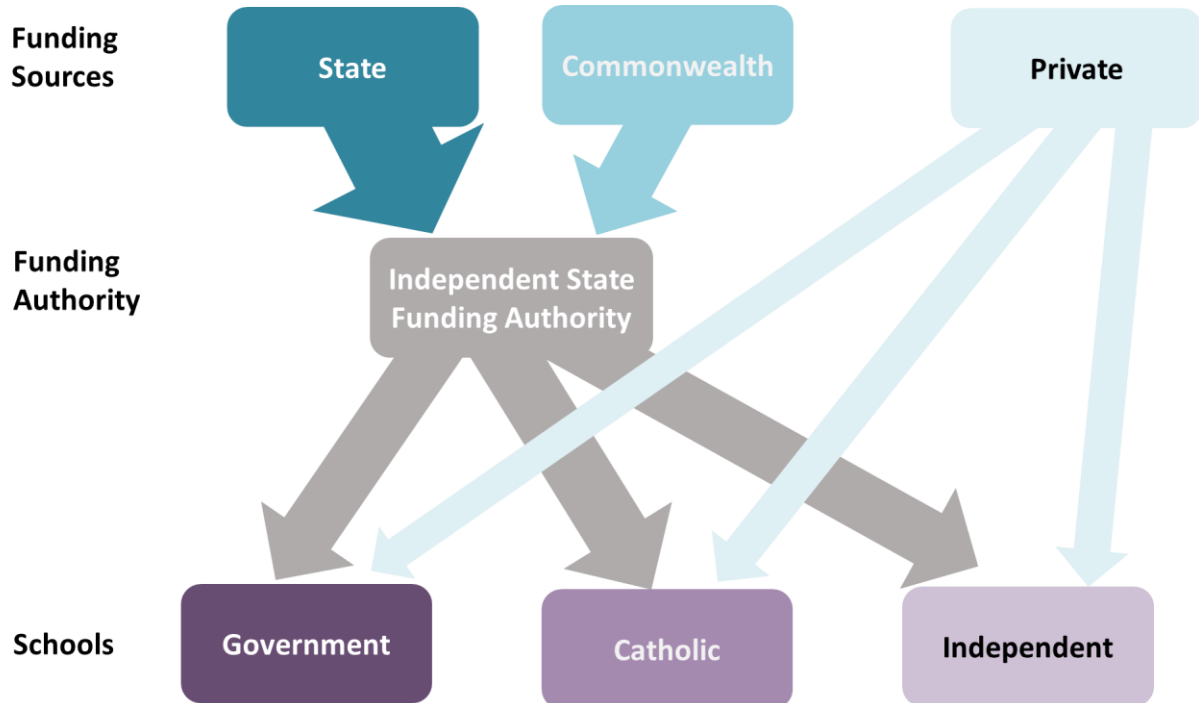 Funding
Sources
State
Commonwealth
Private
Funding
Authority
Independent State
Funding Authority
Schools
Government
Catholic
Independent